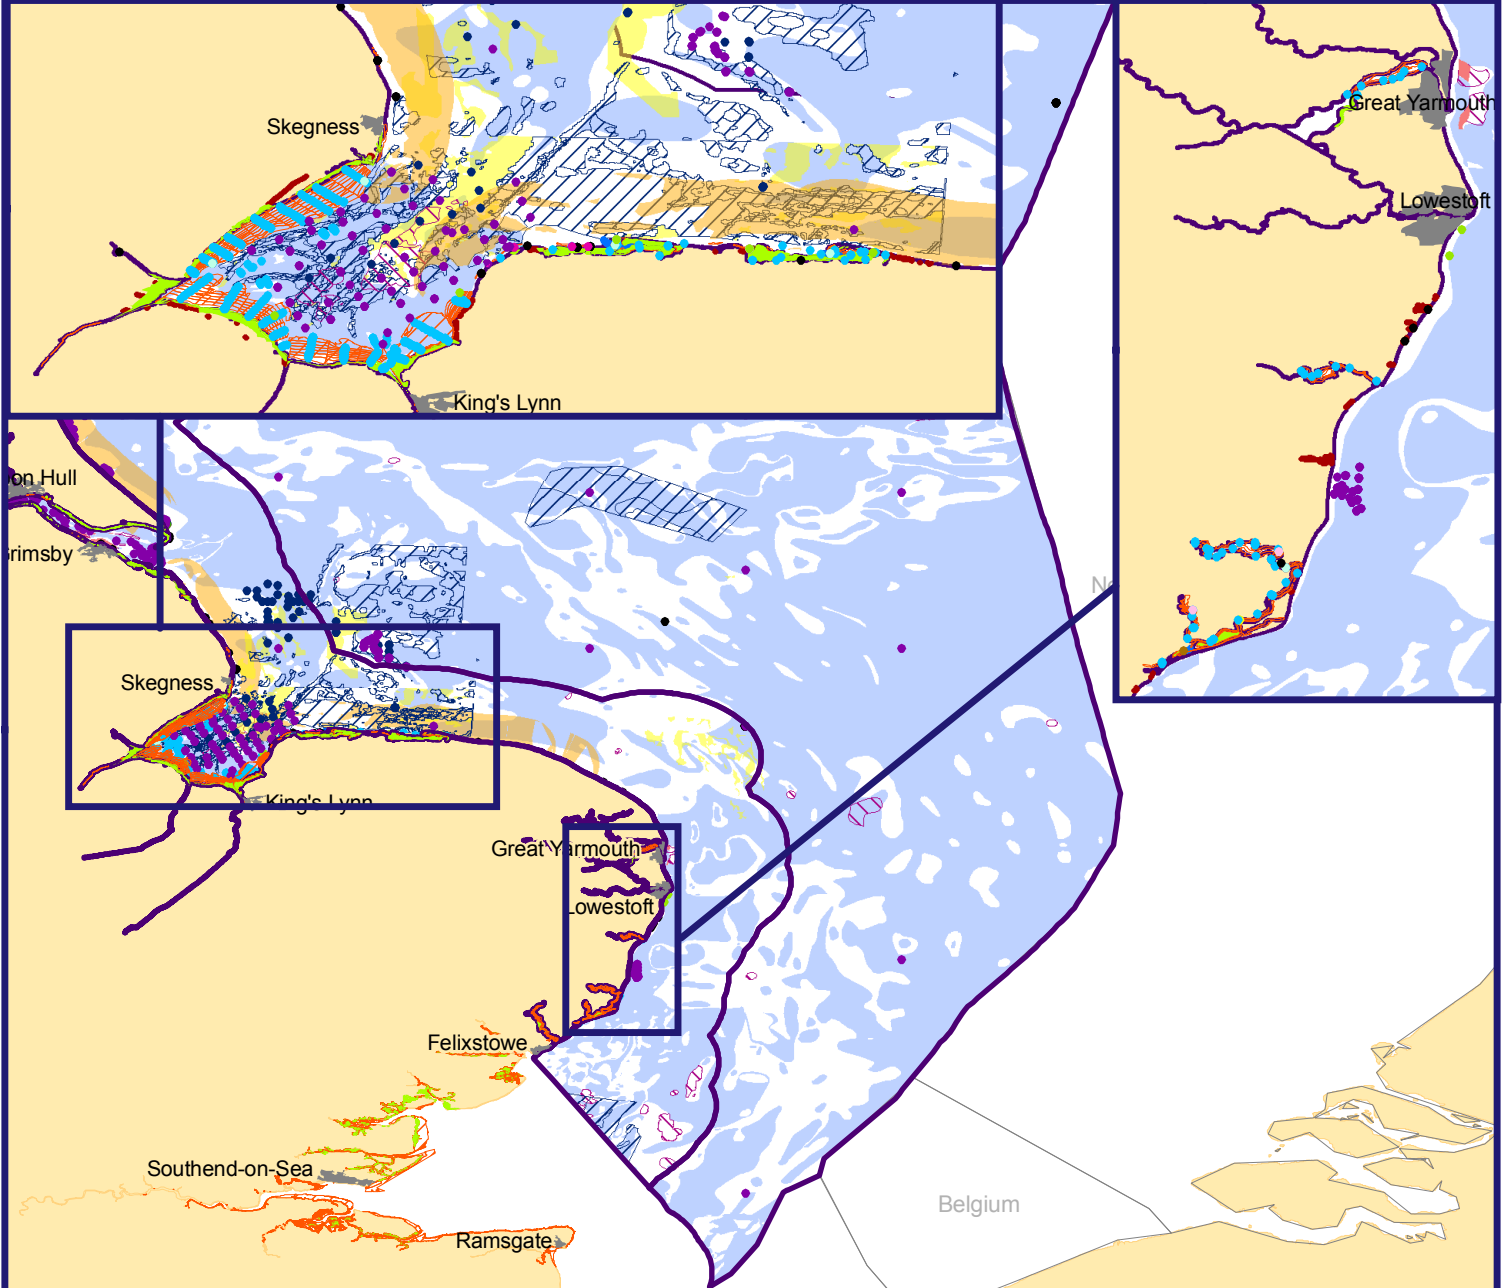 Skegness
King's Lynn
Great Yarmouth
Lowestoft
on Hull
rimsby
Skegness
King's Lynn
Great Yarmouth
Lowestoft
Felixstowe
Southend-on-Sea
Ramsgate
Belgium